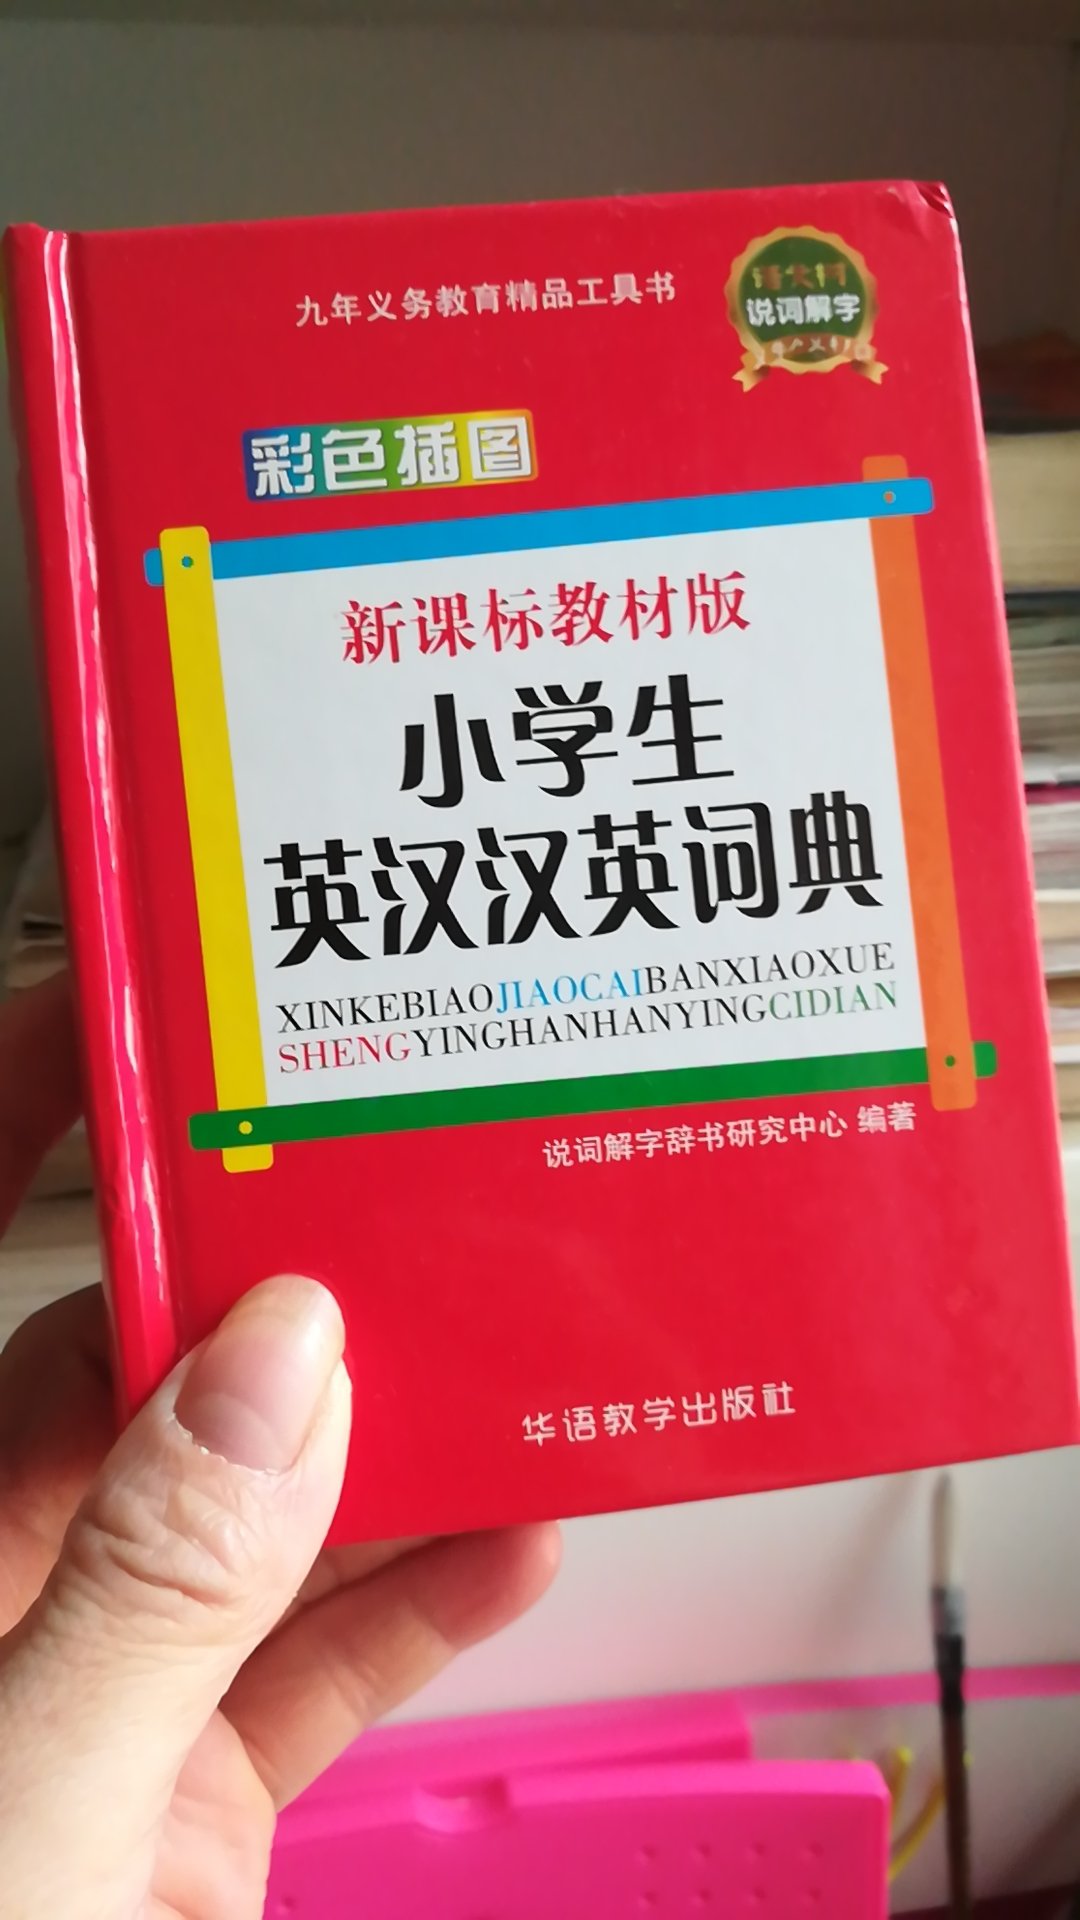 九年义务教育精品工具书
说词解字
彩色插图
新课标教材版
小学生
英汉汉英词典
XINKEBIAOJIAOCAIBANXIAOXUE
SHENGYINGHANHANYINGCIDIAN
说词解字辞书研究中心 编著
华语教学出版社